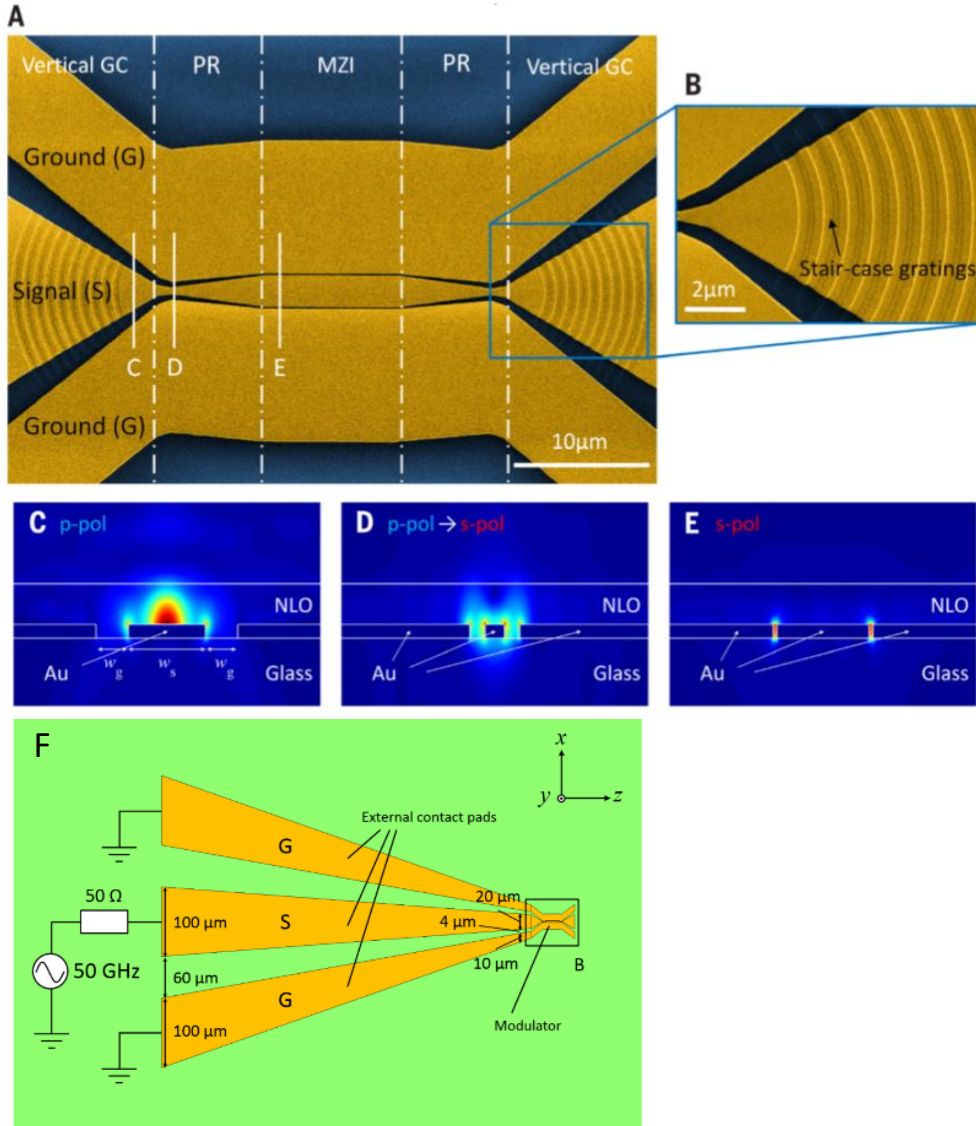 A
Vertical GC
PR
MZI
PR
Vertical GC
B
Ground (G)
Signal (S)
Stair-case gratings
2μm
C
D
E
Ground (G)
10μm
C p-pol
NLO
Au
wg
ws
wg
Glass
D p-pol → s-pol
NLO
Au
Glass
E s-pol
NLO
Au
Glass
F
x
y
z
External contact pads
G
50 Ω
100 μm
S
20 μm
4 μm
10 μm
B
50 GHz
60 μm
G
Modulator
100 μm